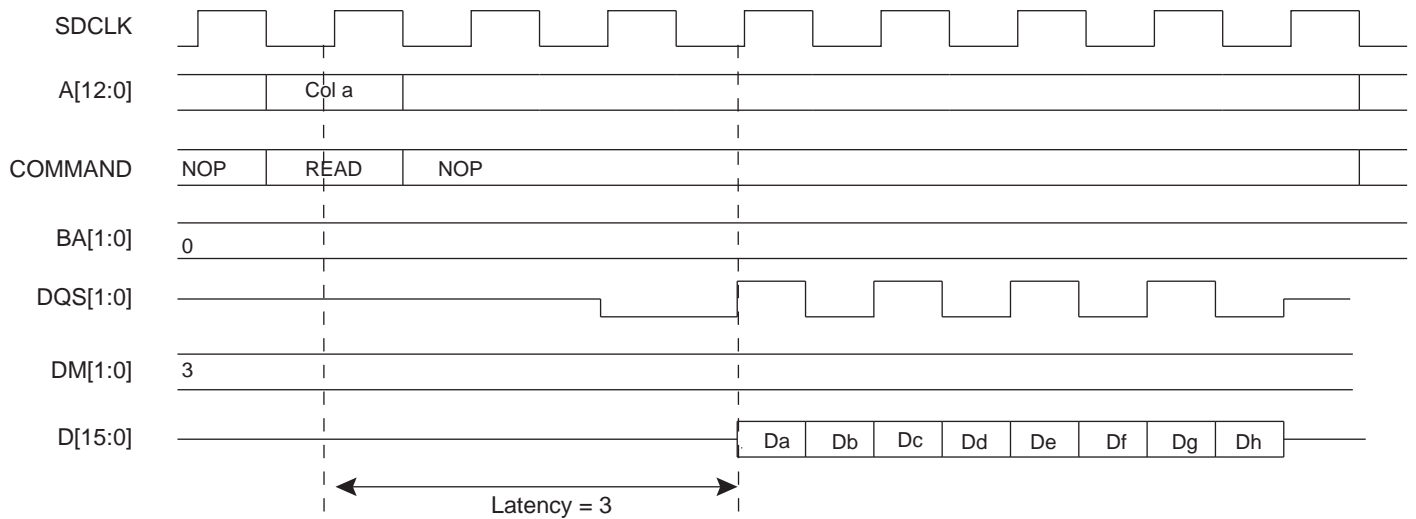 SDCLK
A[12:0]
Col a
COMMAND
NOP
READ
NOP
BA[1:0]
0
DQS[1:0]
DM[1:0]
3
D[15:0]
Da
Db
Dc
Dd
De
Df
Dg
Dh
Latency = 3